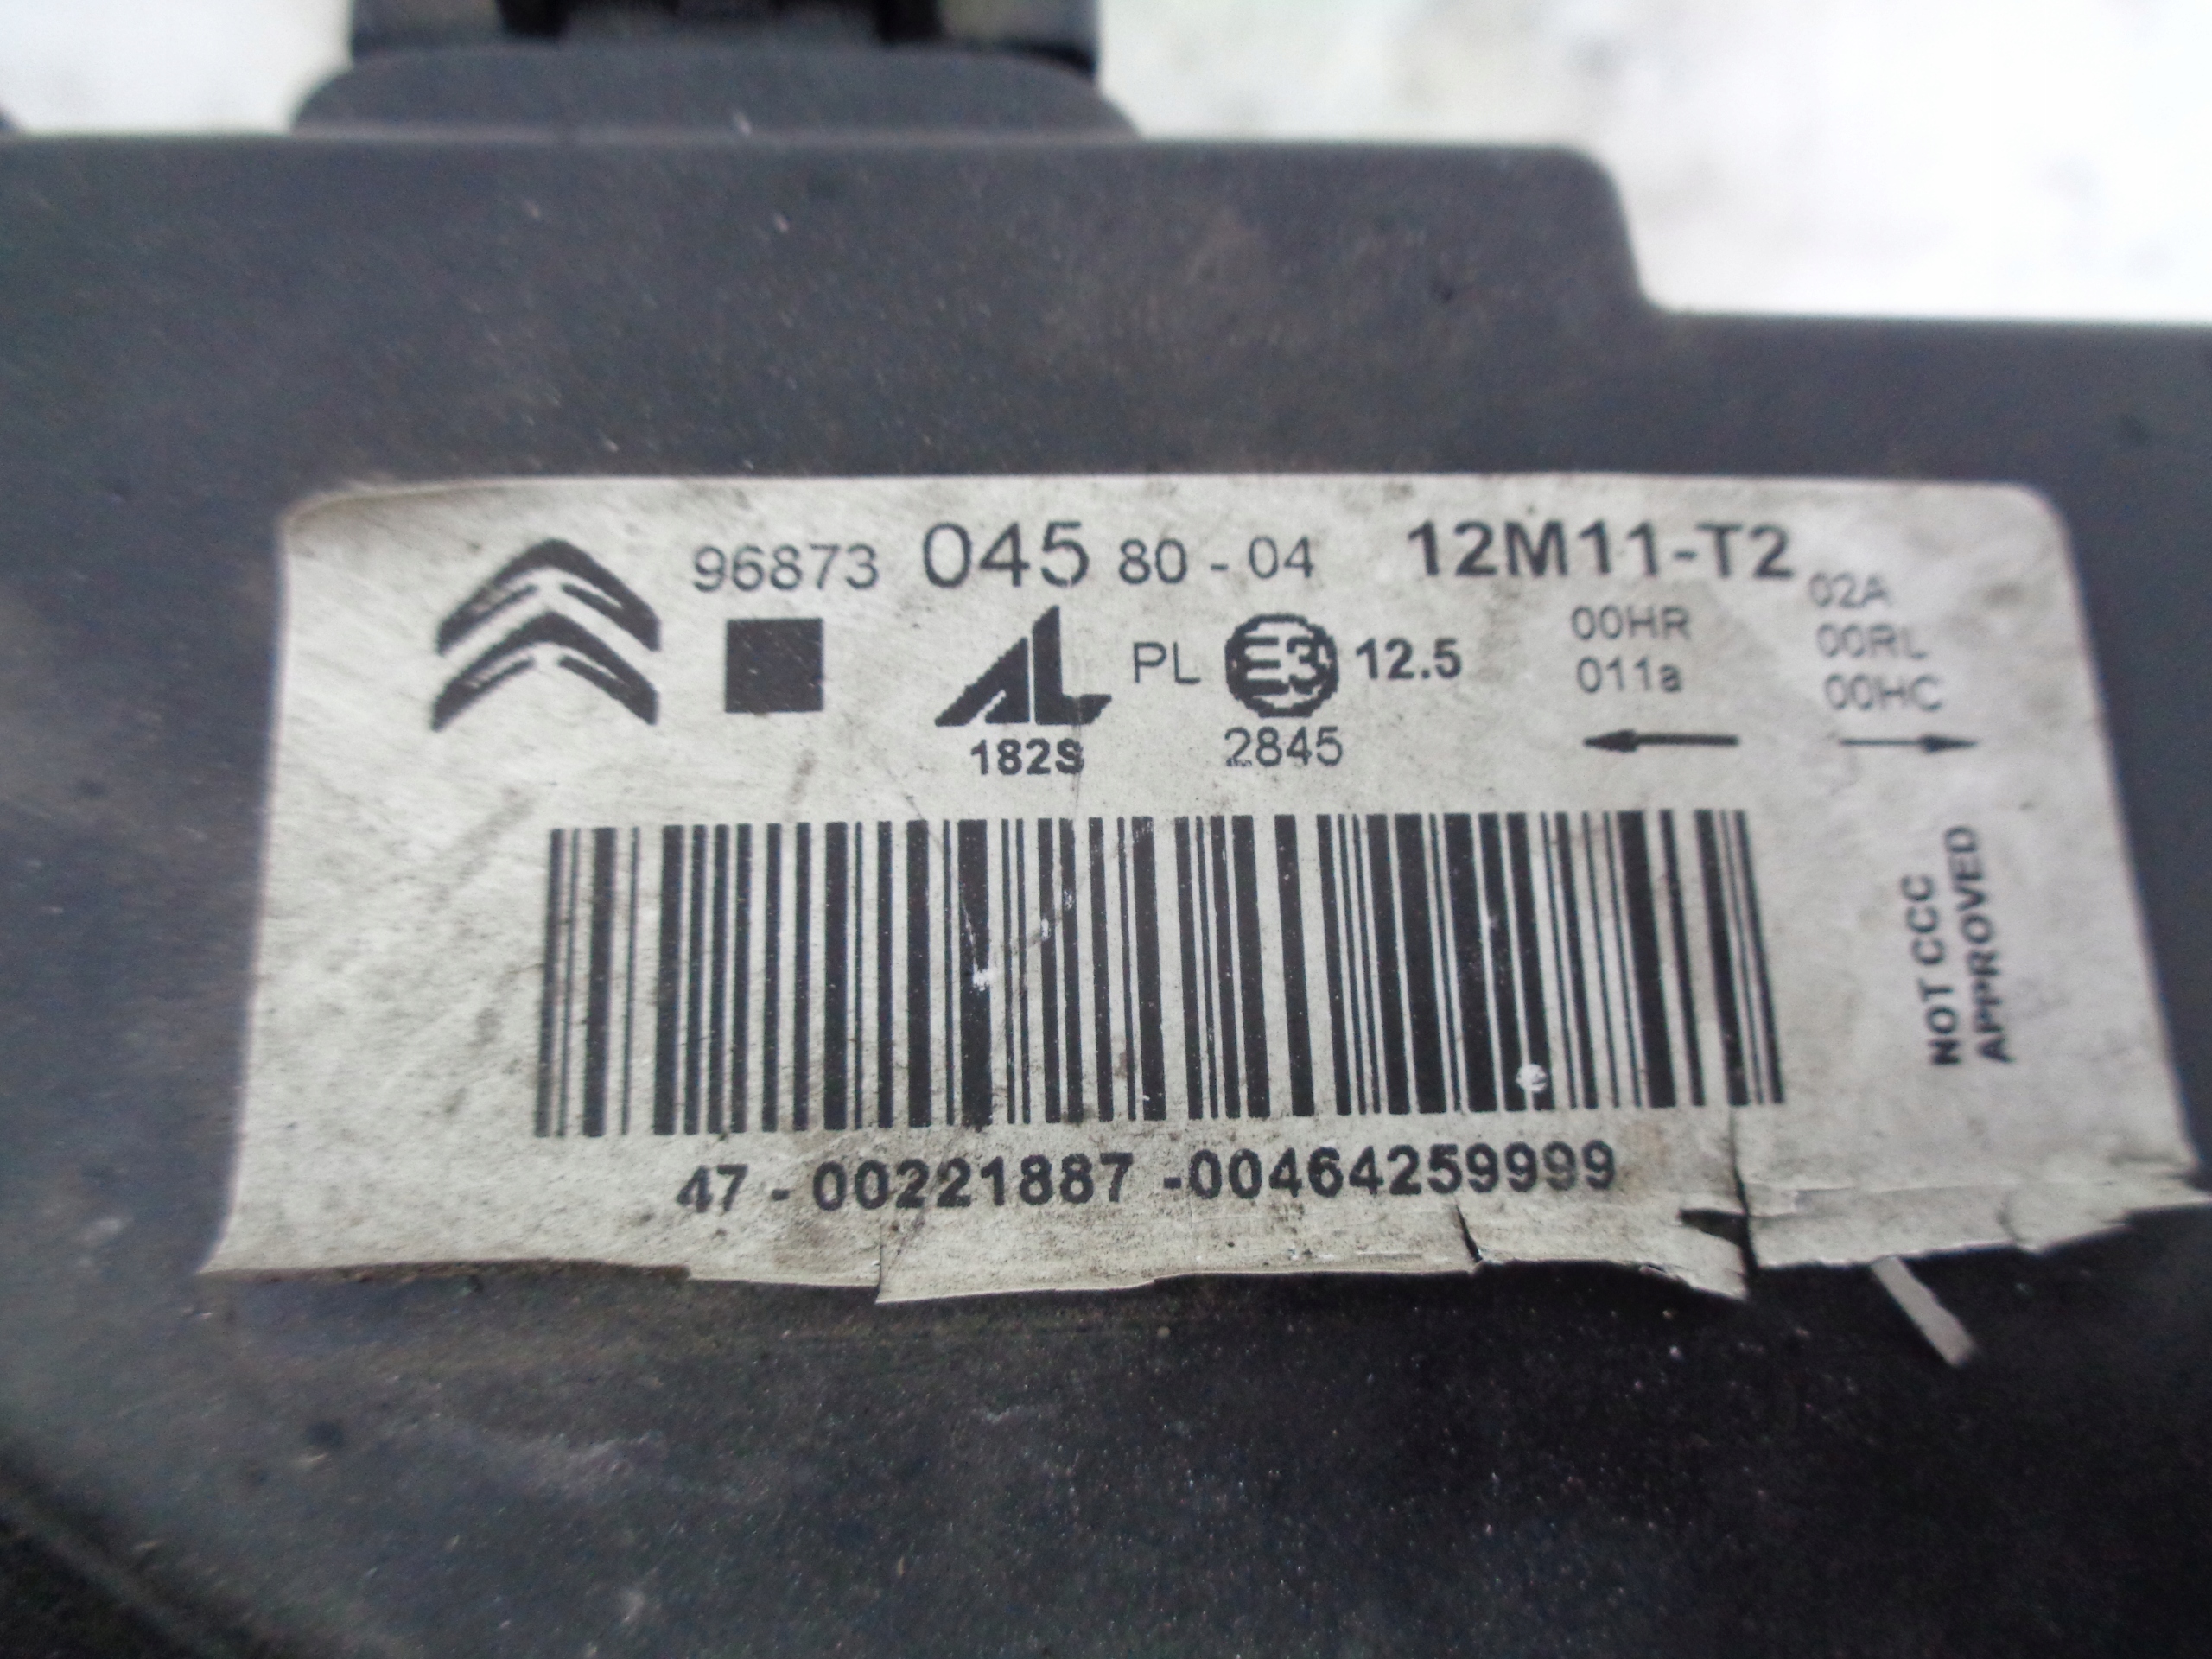 96873 045 80 - 04 12M11-T2
02A
00HR 00RL
AL PL E3 12.5
011a 00HC
182S 2845
NOT CCC
APPROVED
47 - 00221887 -00464259999